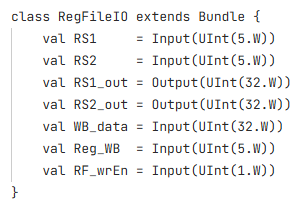 class RegFileIO extends Bundle {
    val RS1     = Input(UInt(5.W))
    val RS2     = Input(UInt(5.W))
    val RS1_out = Output(UInt(32.W))
    val RS2_out = Output(UInt(32.W))
    val WB_data = Input(UInt(32.W))
    val Reg_WB  = Input(UInt(5.W))
    val RF_wrEn = Input(UInt(1.W))
}